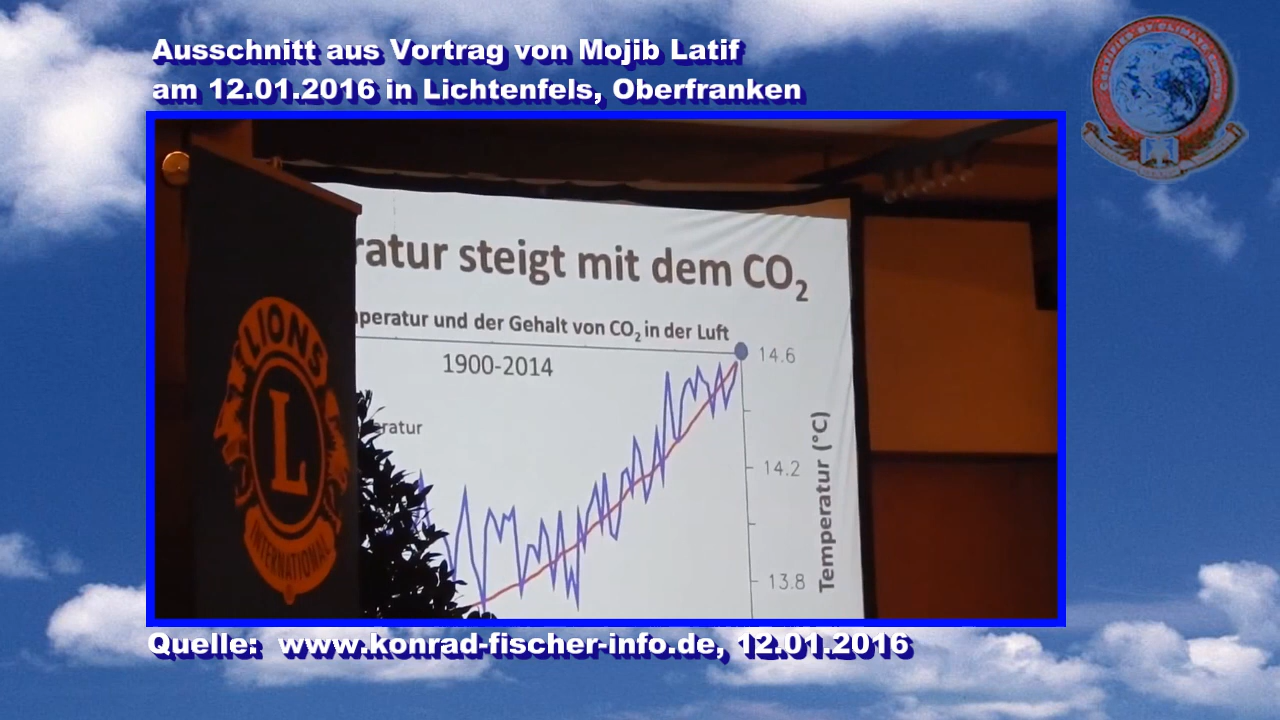 Ausschnitt aus Vortrag von Mojib Latif
am 12.01.2016 in Lichtenfels, Oberfranken
ratur steigt mit dem CO2
peratur und der Gehalt von CO2 in der Luft
1900-2014
14.6
eratur
14.2
13.8
Temperatur (°C)
LIONS
L
INTERNATIONAL
Quelle: www.konrad-fischer-info.de, 12.01.2016